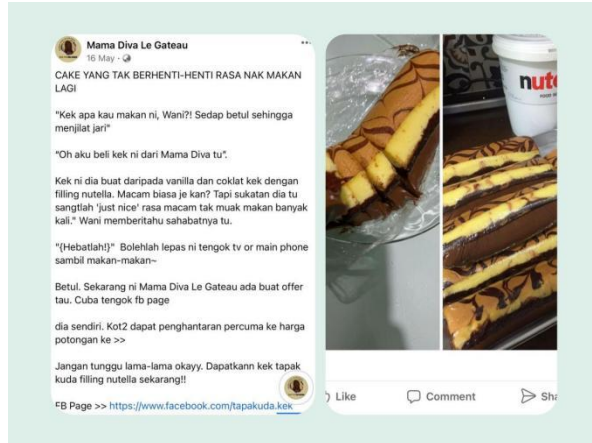 Mama Diva Le Gateau
16 May ·
CAKE YANG TAK BERHENTI-HENTI RASA NAK MAKAN
LAGI
"Kek apa kau makan ni, Wani?! Sedap betul sehingga
menjilat jari"
"Oh aku beli kek ni dari Mama Diva tu".
Kek ni dia buat daripada vanilla dan coklat kek dengan
filling nutella. Macam biasa je kan? Tapi sukatan dia tu
sangtlah 'just nice' rasa macam tak muak makan banyak
kali." Wani memberitahu sahabatnya tu.
"{Hebatlah!}" Bolehlah lepas ni tengok tv or main phone
sambil makan-makan~
Betul. Sekarang ni Mama Diva Le Gateau ada buat offer
tau. Cuba tengok fb page
dia sendiri. Kot2 dapat penghantaran percuma ke harga
potongan ke >>
Jangan tunggu lama-lama okayy. Dapatkann kek tapak
kuda filling nutella sekarang!!
FB Page >> https://www.facebook.com/tapakuda.kek
nute
Like
Comment
Sha